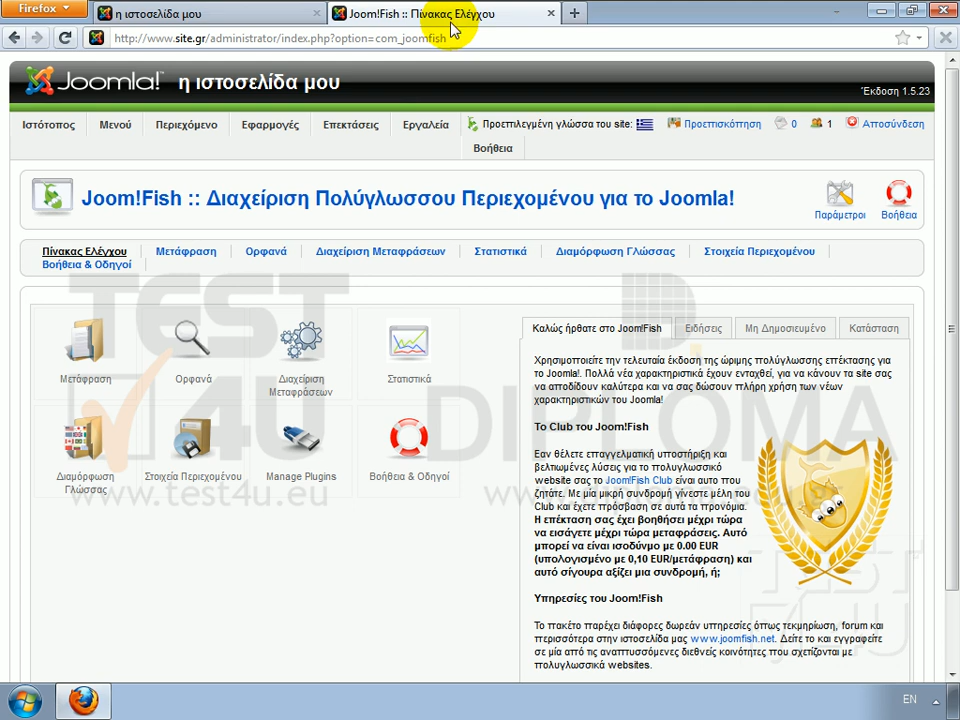 Firefox
η ιστοσελίδα μου
Joom!Fish :: Πίνακας Ελέγχου
http://www.site.gr/administrator/index.php?option=com_joomfish
Joomla! η ιστοσελίδα μου
Έκδοση 1.5.23
Ιστότοπος Μενού Περιεχόμενο Εφαρμογές Επεκτάσεις Εργαλεία Προεπιλεγμένη γλώσσα του site: Προεπισκόπηση 0 1 Αποσύνδεση
Βοήθεια
Joom!Fish :: Διαχείριση Πολύγλωσσου Περιεχομένου για το Joomla!
Παράμετροι Βοήθεια
Πίνακας Ελέγχου Μετάφραση Ορφανά Διαχείριση Μεταφράσεων Στατιστικά Διαμόρφωση Γλώσσας Στοιχεία Περιεχομένου
Βοήθεια & Οδηγοί
Μετάφραση
Ορφανά
Διαχείριση
Μεταφράσεων
Στατιστικά
Διαμόρφωση
Γλώσσας
Στοιχεία Περιεχομένου
Manage Plugins
Βοήθεια & Οδηγοί
Καλώς ήρθατε στο Joom!Fish Ειδήσεις Μη Δημοσιευμένο Κατάσταση
Χρησιμοποιείτε την τελευταία έκδοση της ώριμης πολύγλωσσης επέκτασης για
το Joomla!. Πολλά νέα χαρακτηριστικά έχουν ενταχθεί, για να κάνουν τα site σας
να αποδίδουν καλύτερα και να σας δώσουν πλήρη χρήση των νέων
χαρακτηριστικών του Joomla!
Το Club του Joom!Fish
Εαν θέλετε επαγγελματική υποστήριξη και
βελτιωμένες λύσεις για το πολυγλωσσικό
website σας το Joom!Fish Club είναι αυτο που
ζητάτε. Με μία μικρή συνδρομή γίνεστε μέλη του
Club και έχετε πρόσβαση σε αυτά τα προνόμια.
Η επέκταση σας έχει βοηθήσει μέχρι τώρα
να εισάγετε μέχρι τώρα μεταφράσεις. Αυτό
μπορεί να είναι ισοδύναμο με 0.00 EUR
(υπολογισμένο με 0,10 EUR/μετάφραση) και
αυτό σίγουρα αξίζει μια συνδρομή, ή;
Υπηρεσίες του Joom!Fish
Το πακέτο παρέχει διάφορες δωρεάν υπηρεσίες όπως τεκμηρίωση, forum και
περισσότερα στην ιστοσελίδα μας www.joomfish.net. Δείτε το και εγγραφείτε
σε μία από τις αναπτυσσόμενες διεθνείς κοινότητες που σχετίζονται με
πολυγλωσσικά websites.
TEST
4U
DIPLOMA
www.test4u.eu
TEST
4U
EN